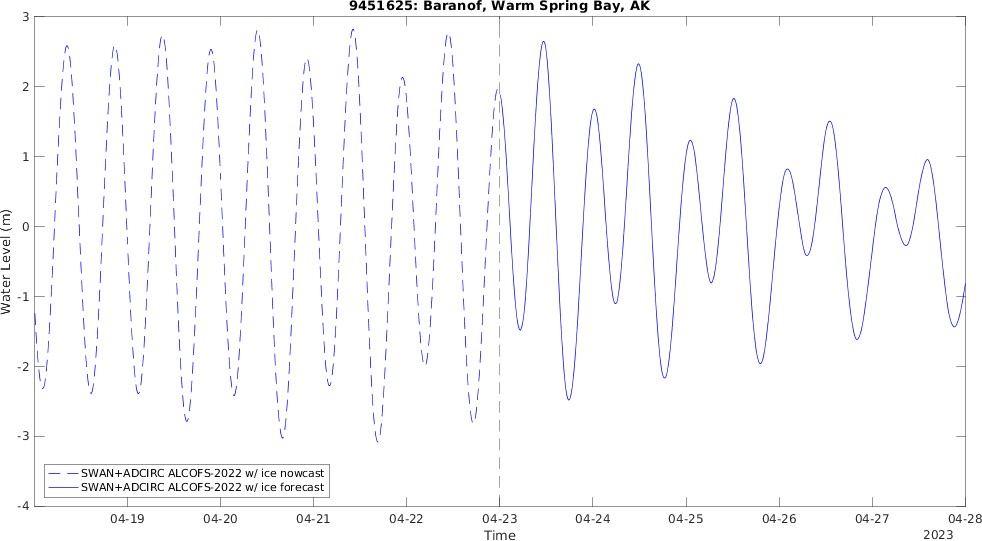 9451625: Baranof, Warm Spring Bay, AK
3
2
1
0
-1
-2
-3
-4
Water Level (m)
SWAN+ADCIRC ALCOFS-2022 w/ ice nowcast
SWAN+ADCIRC ALCOFS-2022 w/ ice forecast
04-19 04-20 04-21 04-22 04-23 04-24 04-25 04-26 04-27 04-28
Time
2023